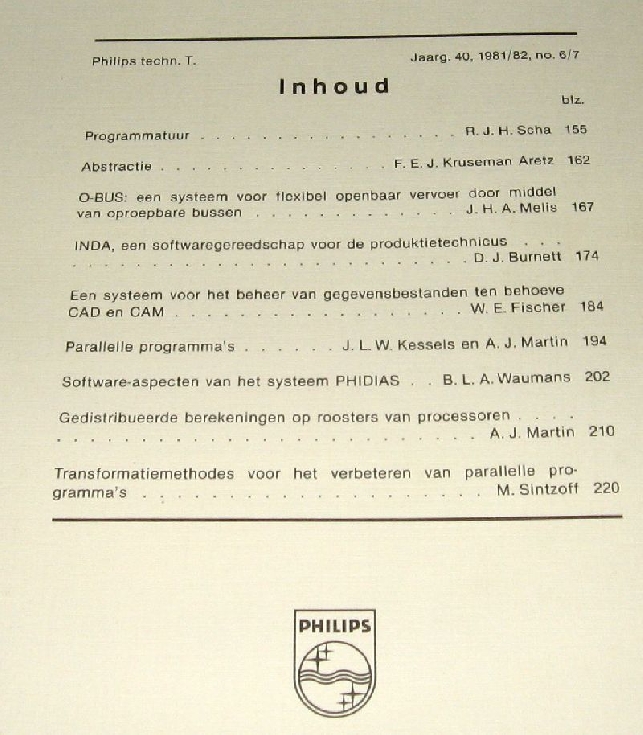 Philips techn. T. Jaarg. 40, 1981/82, no. 6/7
Inhoud
blz.
Programmatuur . . . . . . . . . . . . . . . . R. J. H. Scha 155
Abstractie . . . . . . . . . . . . . . F. E. J. Kruseman Aretz 162
O-BUS: een systeem voor flexibel openbaar vervoer door middel
van oproepbare bussen . . . . . . . . . . . . . J. H. A. Melis 167
INDA, een softwaregereedschap voor de produktietechnicus . . .
. . . . . . . . . . . . . . . . . . . . . . . . D. J. Burnett 174
Een systeem voor het beheer van gegevensbestanden ten behoeve
CAD en CAM . . . . . . . . . . . . . . . . . W. E. Fischer 184
Parallelle programma's . . . . . . J. L. W. Kessels en A. J. Martin 194
Software-aspecten van het systeem PHIDIAS . . B. L. A. Waumans 202
Gedistribueerde berekeningen op roosters van processoren . . . .
. . . . . . . . . . . . . . . . . . . . . . . . A. J. Martin 210
Transformatiemethodes voor het verbeteren van parallelle pro-
gramma's . . . . . . . . . . . . . . . . . . . M. Sintzoff 220
PHILIPS